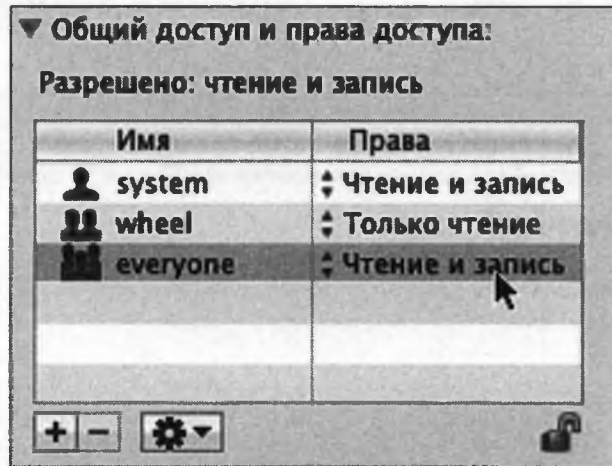 Общий доступ и права доступа:
Разрешено: чтение и запись
Имя Права
system Чтение и запись
wheel Только чтение
everyone Чтение и запись